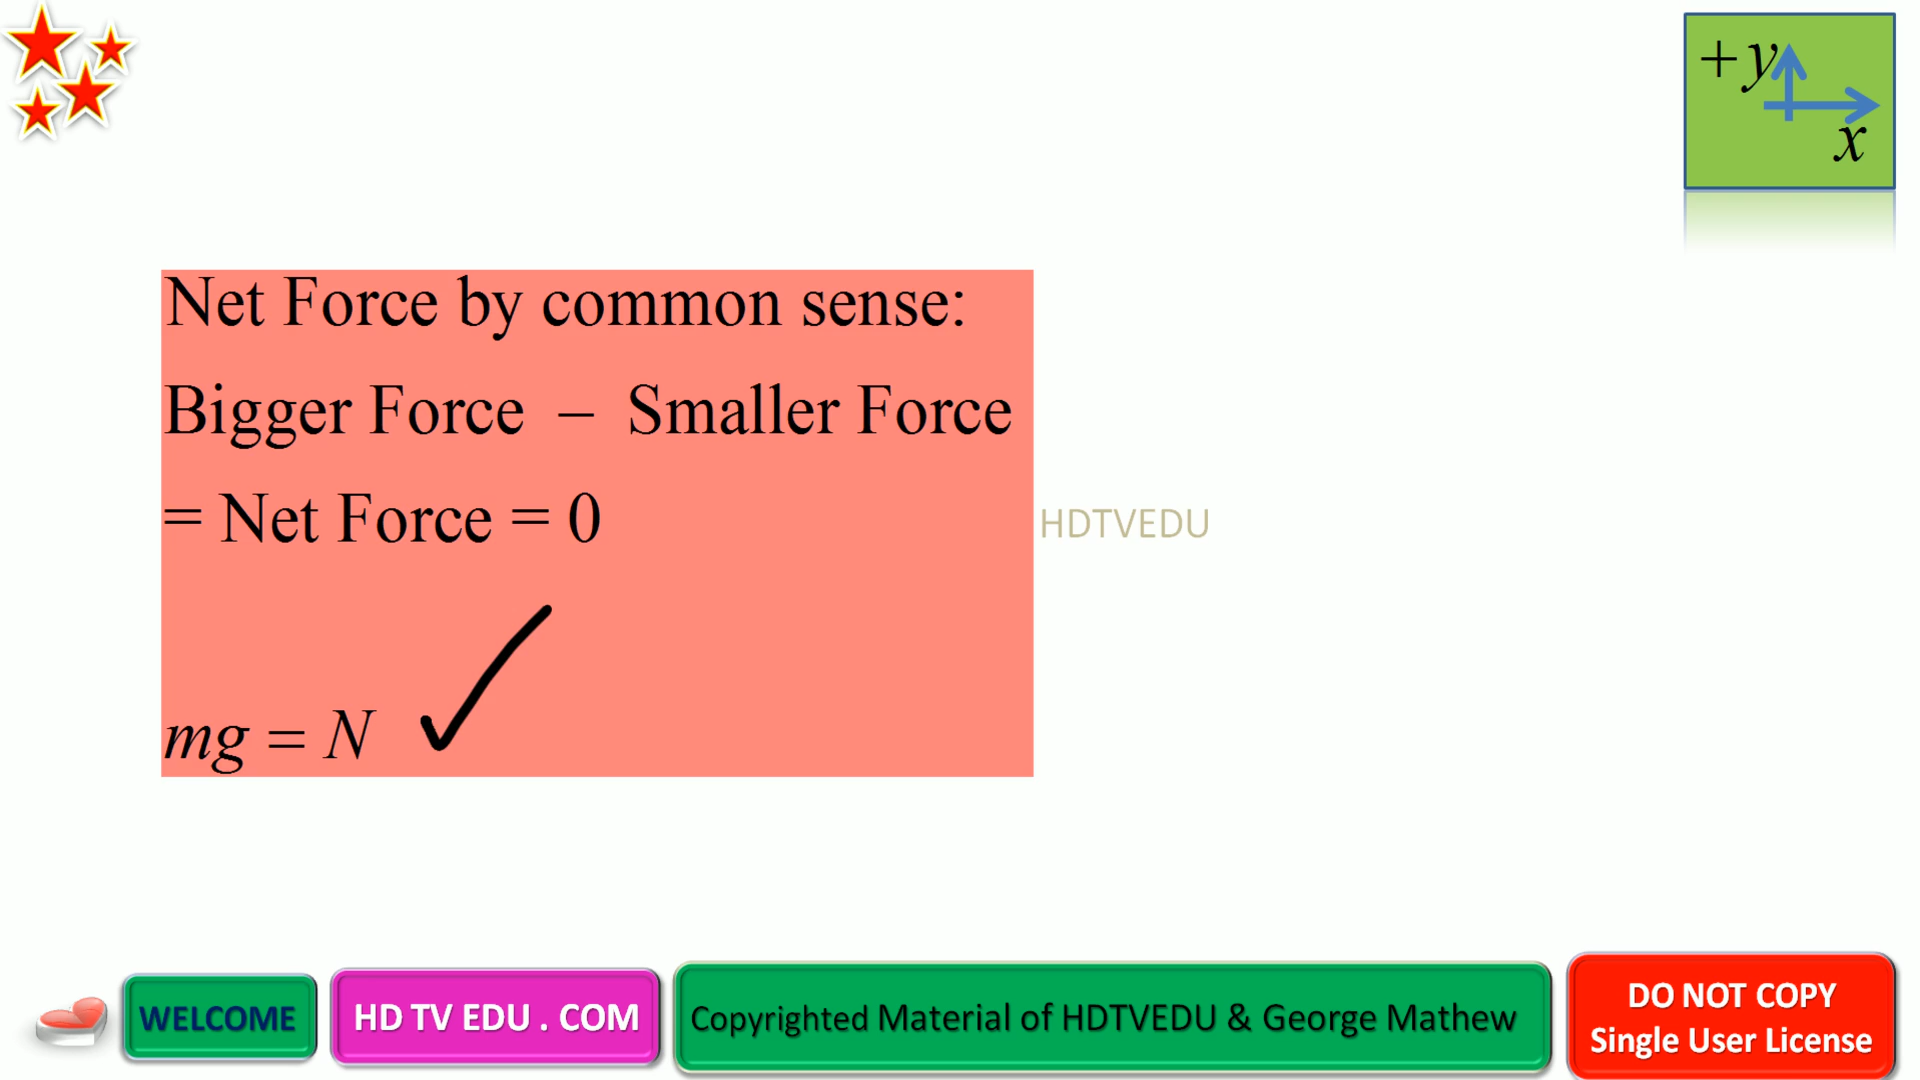 +y
x
Net Force by common sense:
Bigger Force – Smaller Force
= Net Force = 0
HDTVEDU
mg = N
WELCOME
HD TV EDU . COM
Copyrighted Material of HDTVEDU & George Mathew
DO NOT COPY
Single User License